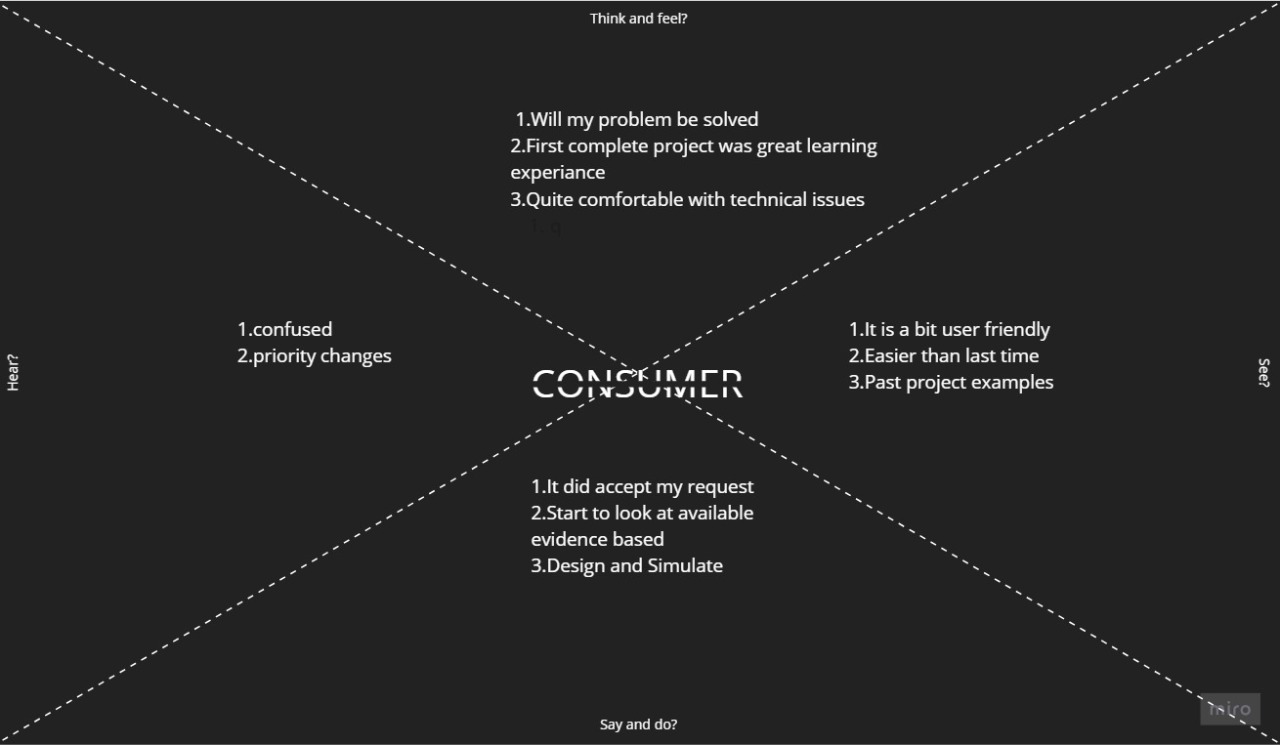 Think and feel?
1.Will my problem be solved
2.First complete project was great learning
experiance
3.Quite comfortable with technical issues
1. q
Hear?
1.confused
2.priority changes
CONSUMER
1.It is a bit user friendly
2.Easier than last time
3.Past project examples
See?
1.It did accept my request
2.Start to look at available
evidence based
3.Design and Simulate
Say and do?
miro